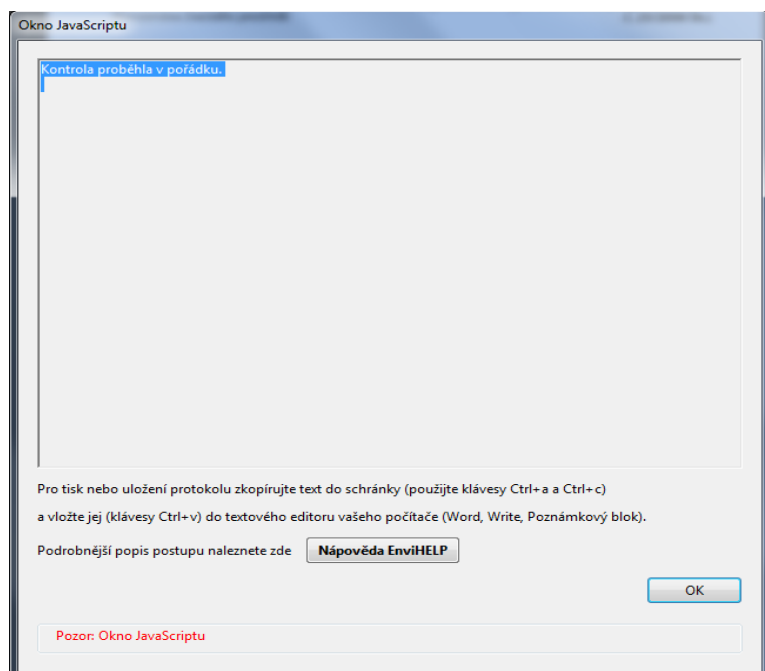 Okno JavaScriptu
Kontrola proběhla v pořádku.
Pro tisk nebo uložení protokolu zkopírujte text do schránky (použijte klávesy Ctrl+a a Ctrl+c)
a vložte jej (klávesy Ctrl+v) do textového editoru vašeho počítače (Word, Write, Poznámkový blok).
Podrobnější popis postupu naleznete zde Nápověda EnviHELP
OK
Pozor: Okno JavaScriptu